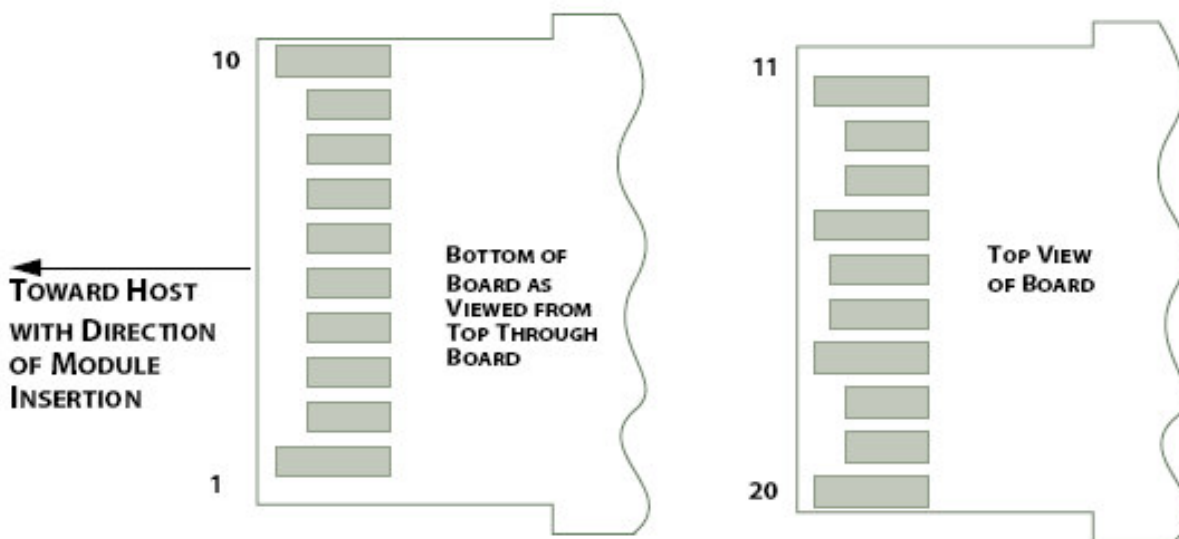 10
1
TOWARD HOST
WITH DIRECTION
OF MODULE
INSERTION
BOTTOM OF
BOARD AS
VIEWED FROM
TOP THROUGH
BOARD
11
20
TOP VIEW
OF BOARD